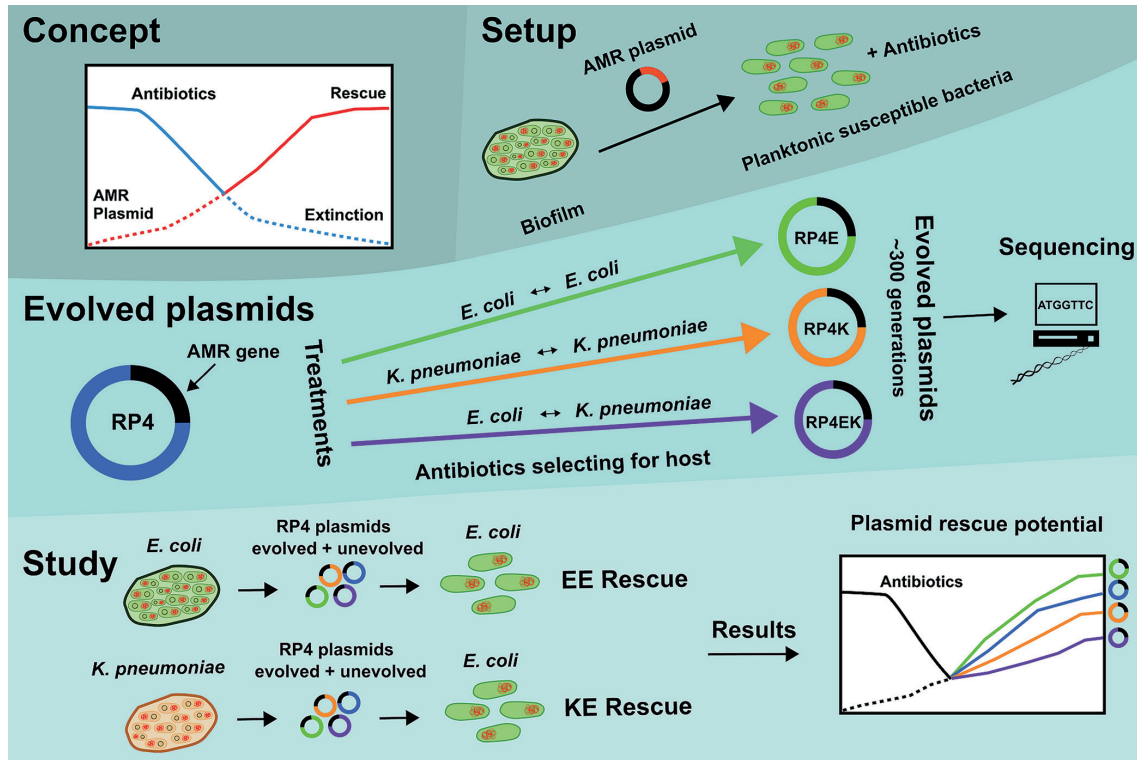 Concept
Antibiotics
Rescue
AMR
Plasmid
Extinction
Setup
AMR plasmid
+ Antibiotics
Planktonic susceptible bacteria
Biofilm
Evolved plasmids
AMR gene
RP4
Treatments
E. coli ↔ E. coli
K. pneumoniae ↔ K. pneumoniae
E. coli ↔ K. pneumoniae
Antibiotics selecting for host
RP4E
RP4K
RP4EK
Evolved plasmids
~300 generations
Sequencing
ATGGTTC
Study
E. coli
RP4 plasmids
evolved + unevolved
E. coli
EE Rescue
K. pneumoniae
RP4 plasmids
evolved + unevolved
E. coli
KE Rescue
Results
Plasmid rescue potential
Antibiotics